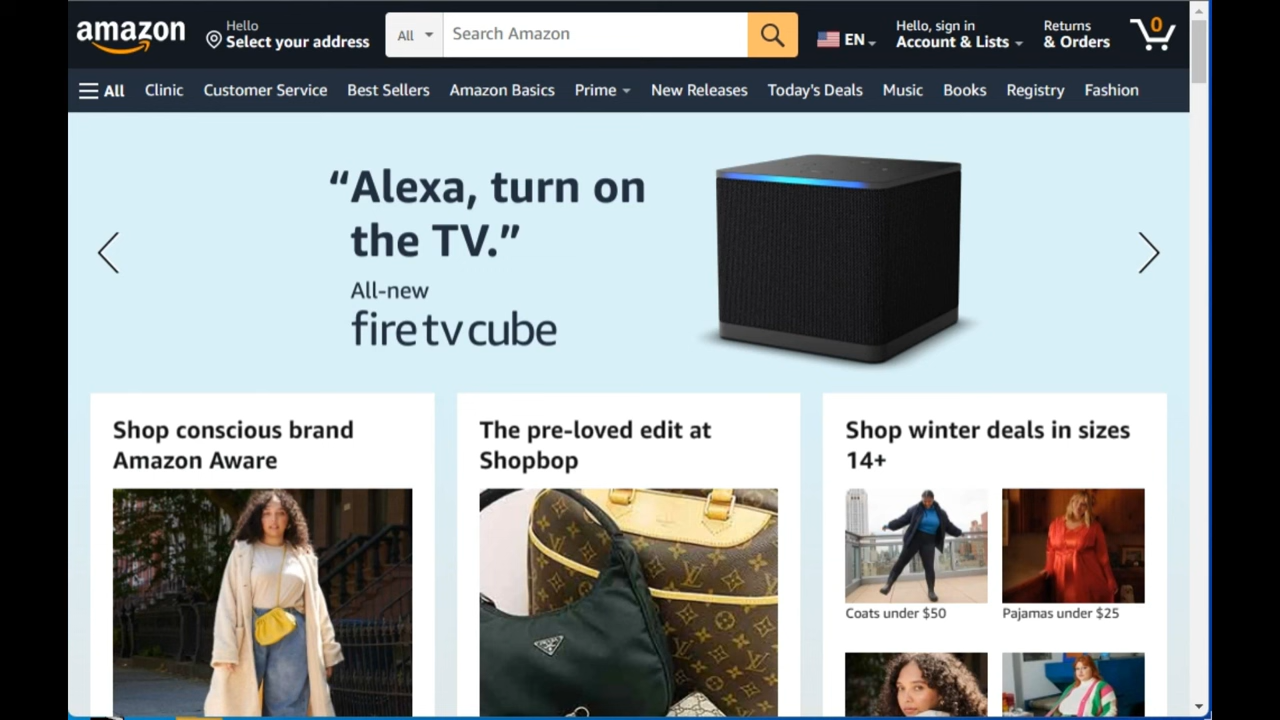 amazon
Hello
Select your address
All
Search Amazon
EN
Hello, sign in
Account & Lists
Returns
& Orders
0
All
Clinic
Customer Service
Best Sellers
Amazon Basics
Prime
New Releases
Today's Deals
Music
Books
Registry
Fashion
“Alexa, turn on
the TV.”
All-new
fire tv cube
Shop conscious brand
Amazon Aware
The pre-loved edit at
Shopbop
Shop winter deals in sizes
14+
Coats under $50
Pajamas under $25